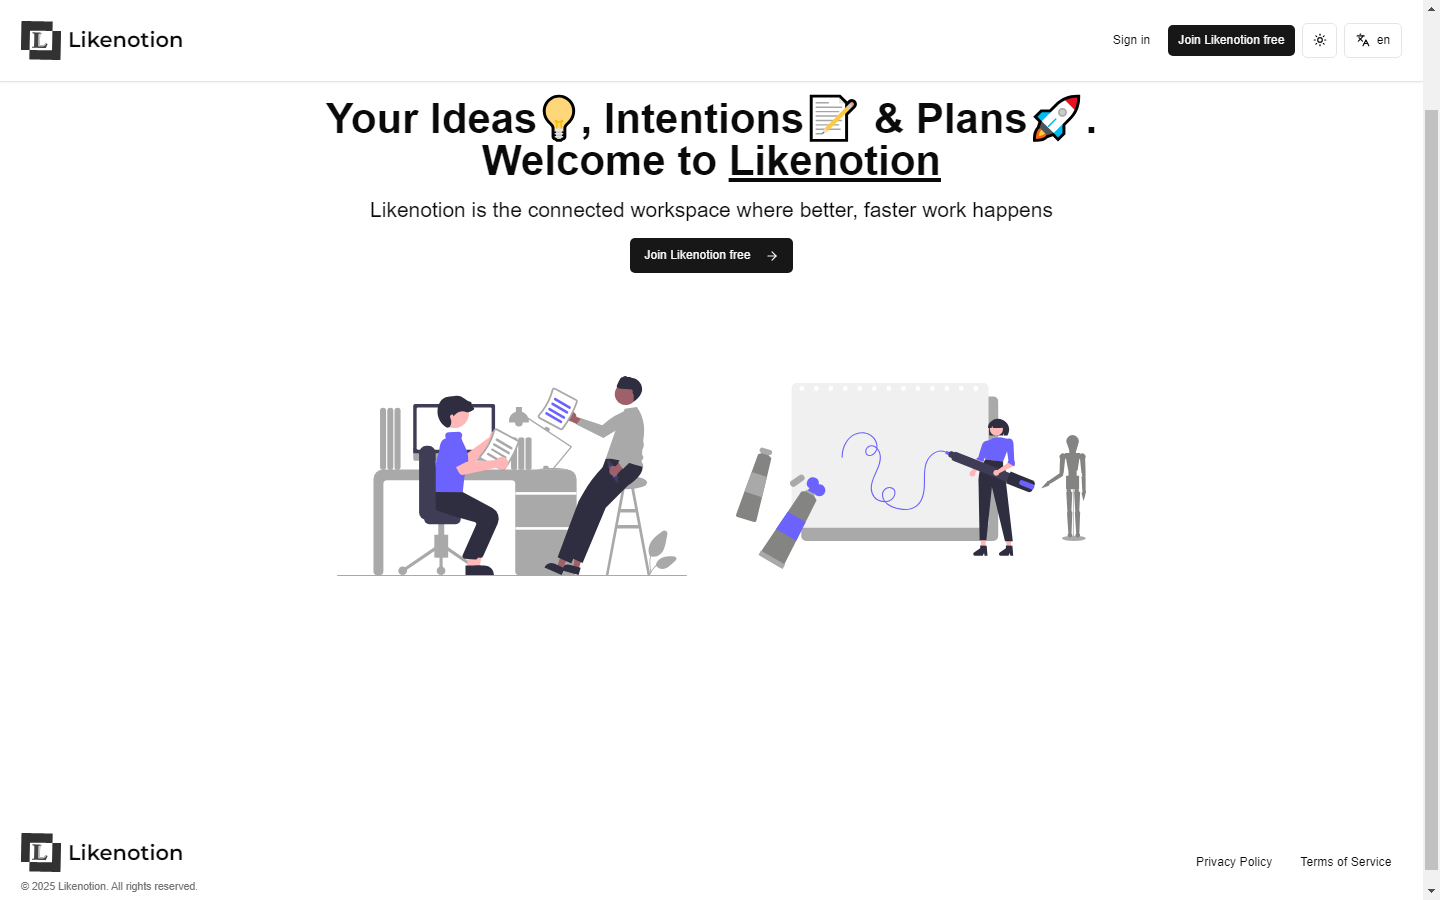 L Likenotion
Sign in
Join Likenotion free
en
Your Ideas💡, Intentions📝 & Plans🚀.
Welcome to Likenotion
Likenotion is the connected workspace where better, faster work happens
Join Likenotion free →
L Likenotion
© 2025 Likenotion. All rights reserved.
Privacy Policy
Terms of Service